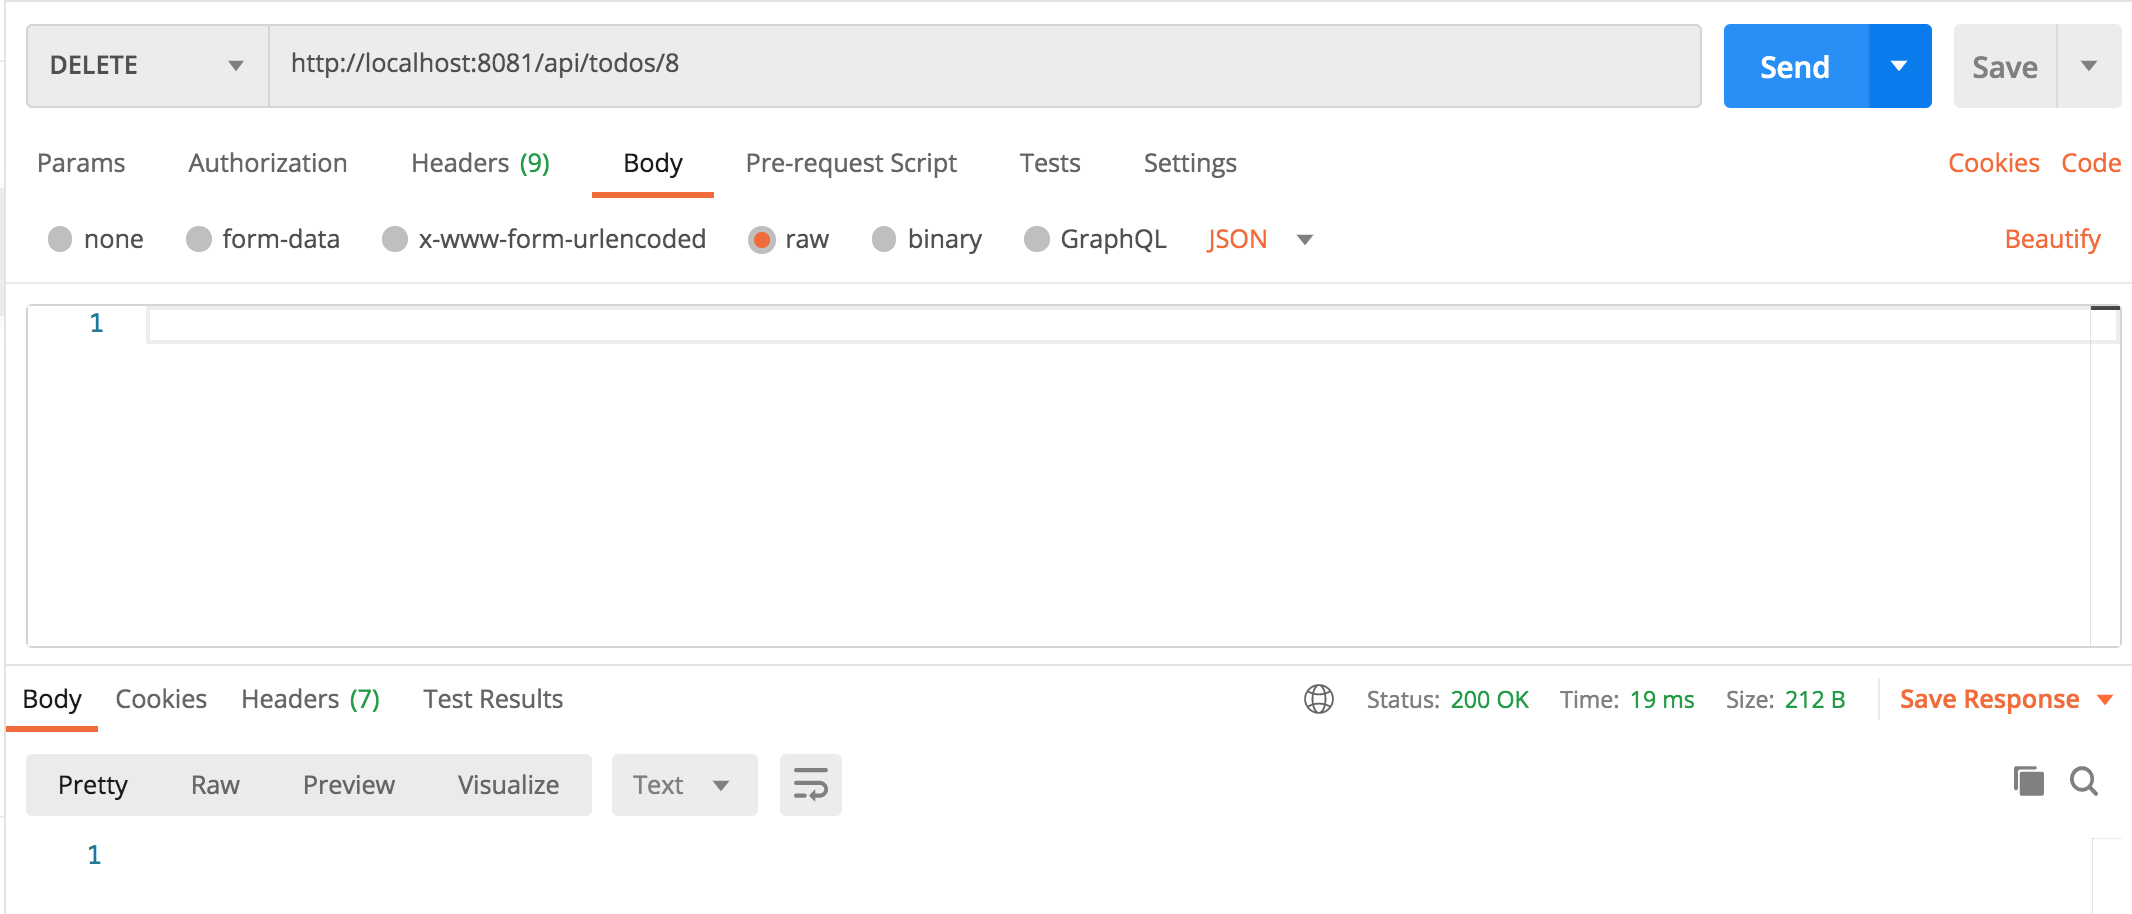 DELETE http://localhost:8081/api/todos/8 Send Save
Params Authorization Headers (9) Body Pre-request Script Tests Settings Cookies Code
none form-data x-www-form-urlencoded raw binary GraphQL JSON Beautify
1
Body Cookies Headers (7) Test Results Status: 200 OK Time: 19 ms Size: 212 B Save Response
Pretty Raw Preview Visualize Text
1